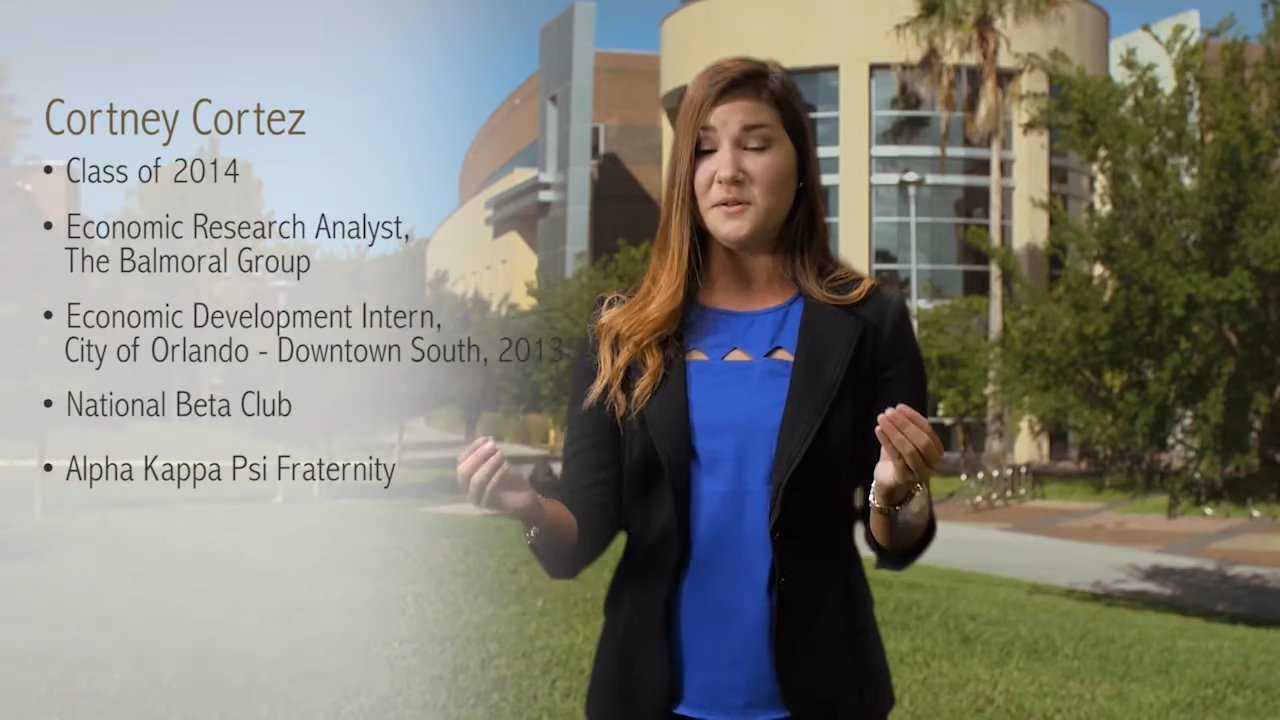 Cortney Cortez
• Class of 2014
• Economic Research Analyst,
The Balmoral Group
• Economic Development Intern,
City of Orlando - Downtown South, 2013
• National Beta Club
• Alpha Kappa Psi Fraternity